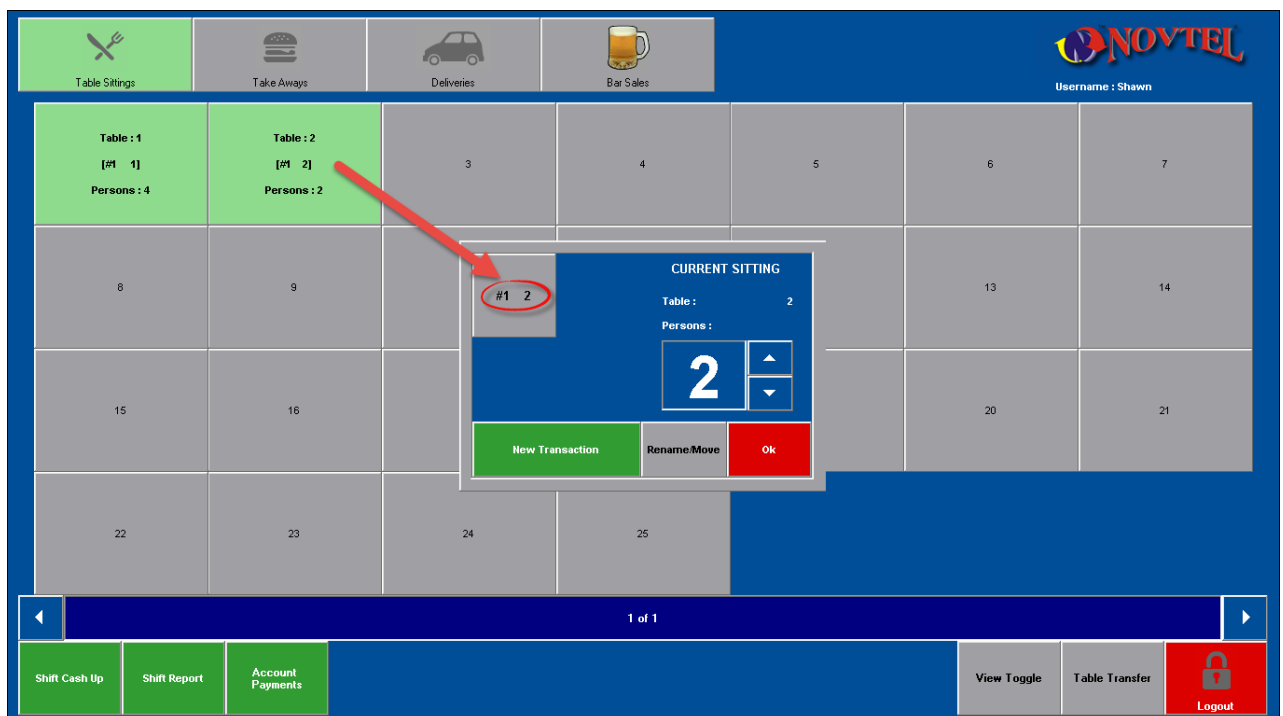 NOVTEL
Table Sittings
Take Aways
Deliveries
Bar Sales
Username : Shawn
Table : 1
[#1 1]
Persons : 4
Table : 2
[#1 2]
Persons : 2
3
4
5
6
7
8
9
13
14
#1 2
CURRENT SITTING
Table : 2
Persons :
2
15
16
20
21
New Transaction
Rename/Move
Ok
22
23
24
25
1 of 1
Shift Cash Up
Shift Report
Account
Payments
View Toggle
Table Transfer
Logout